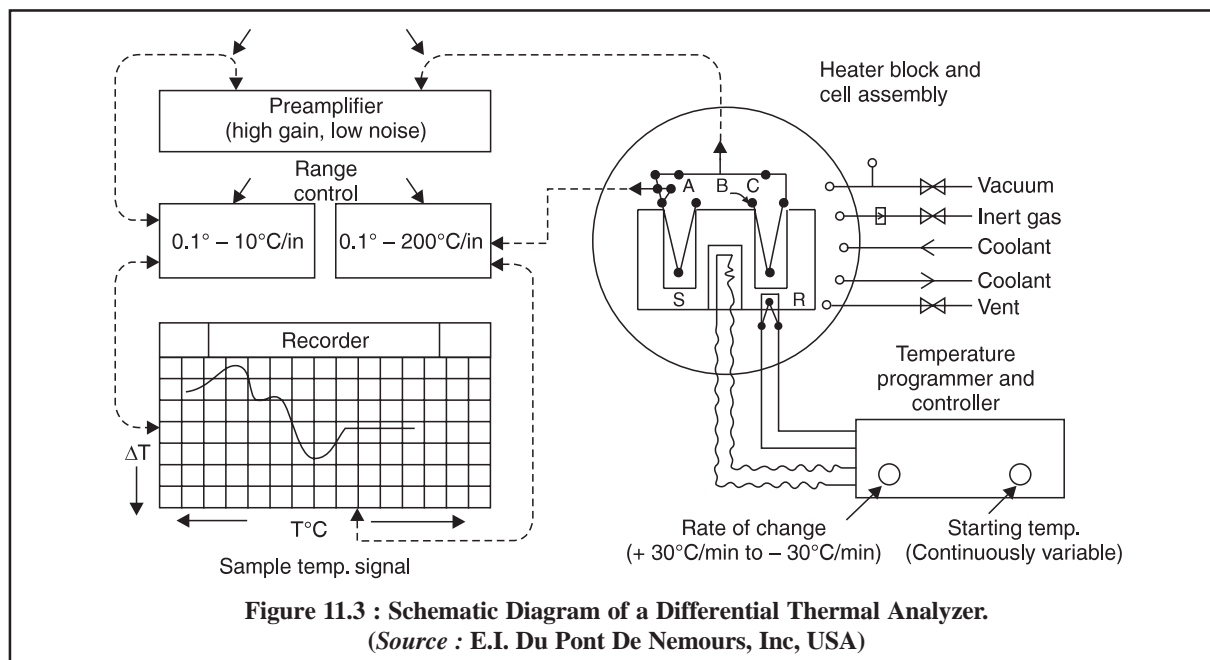 Heater block and
cell assembly
Preamplifier
(high gain, low noise)
Range
control
0.1° – 10°C/in
0.1° – 200°C/in
A
B
C
S
R
Vacuum
Inert gas
Coolant
Coolant
Vent
Recorder
ΔT
T°C
Sample temp. signal
Temperature
programmer and
controller
Rate of change
(+ 30°C/min to – 30°C/min)
Starting temp.
(Continuously variable)
Figure 11.3 : Schematic Diagram of a Differential Thermal Analyzer.
(Source : E.I. Du Pont De Nemours, Inc, USA)